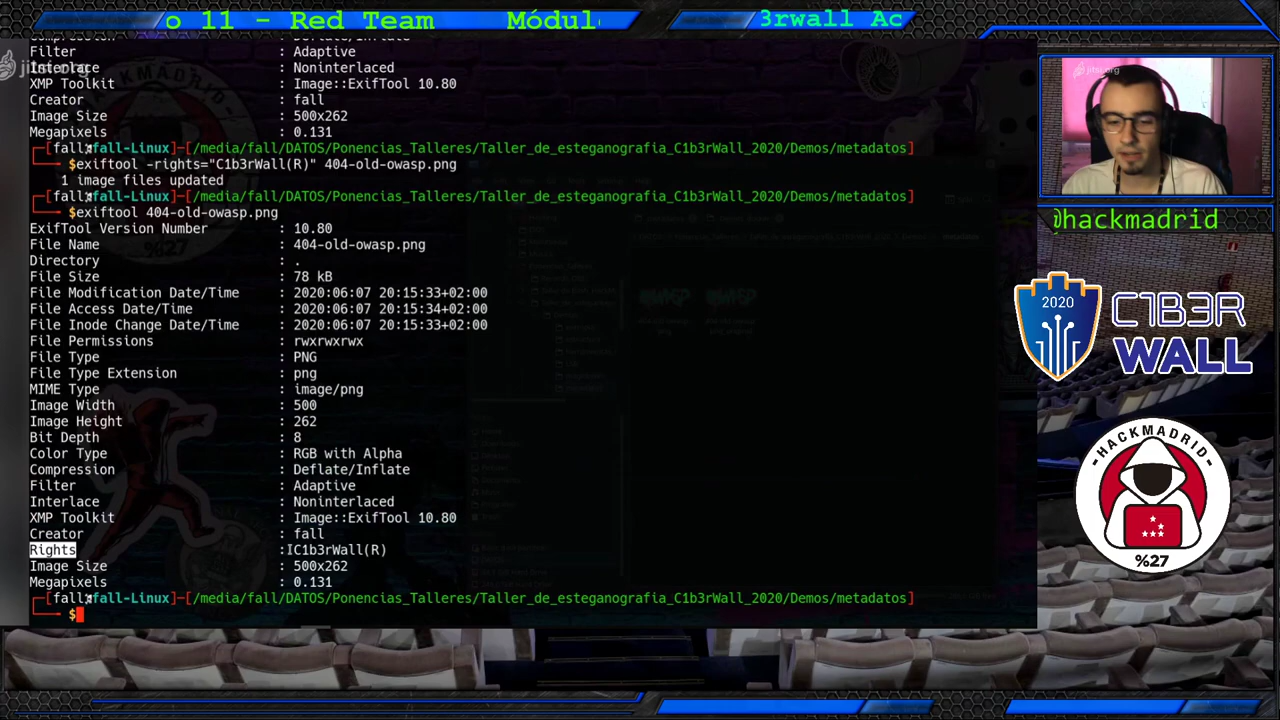 o 11 - Red Team Módul
3rwall Ac
Filter : Adaptive
Interlace : Noninterlaced
XMP Toolkit : Image::ExifTool 10.80
Creator : fall
Image Size : 500x262
Megapixels : 0.131
[fall fall-Linux]-[/media/fall/DATOS/Ponencias_Talleres/Taller_de_esteganografia_C1b3rWall_2020/Demos/metadatos]
$exiftool -rights="C1b3rWall(R)" 404-old-owasp.png
1 image files updated
[fall fall-Linux]-[/media/fall/DATOS/Ponencias_Talleres/Taller_de_esteganografia_C1b3rWall_2020/Demos/metadatos]
$exiftool 404-old-owasp.png
ExifTool Version Number : 10.80
File Name : 404-old-owasp.png
Directory : .
File Size : 78 kB
File Modification Date/Time : 2020:06:07 20:15:33+02:00
File Access Date/Time : 2020:06:07 20:15:34+02:00
File Inode Change Date/Time : 2020:06:07 20:15:33+02:00
File Permissions : rwxrwxrwx
File Type : PNG
File Type Extension : png
MIME Type : image/png
Image Width : 500
Image Height : 262
Bit Depth : 8
Color Type : RGB with Alpha
Compression : Deflate/Inflate
Filter : Adaptive
Interlace : Noninterlaced
XMP Toolkit : Image::ExifTool 10.80
Creator : fall
Rights : C1b3rWall(R)
Image Size : 500x262
Megapixels : 0.131
[fall fall-Linux]-[/media/fall/DATOS/Ponencias_Talleres/Taller_de_esteganografia_C1b3rWall_2020/Demos/metadatos]
$
jitsi.org
jitsi.org
@hackmadrid
2020
C1B3R
WALL
HACKMADRID
%27